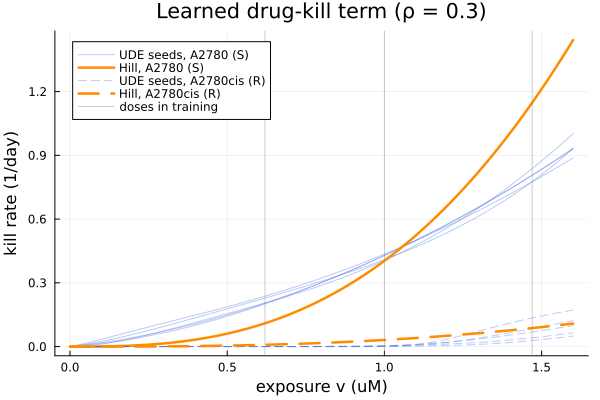 Learned drug-kill term (ρ = 0.3)
UDE seeds, A2780 (S)
Hill, A2780 (S)
UDE seeds, A2780cis (R)
Hill, A2780cis (R)
doses in training
kill rate (1/day)
1.2
0.9
0.6
0.3
0.0
0.0 0.5 1.0 1.5
exposure v (uM)